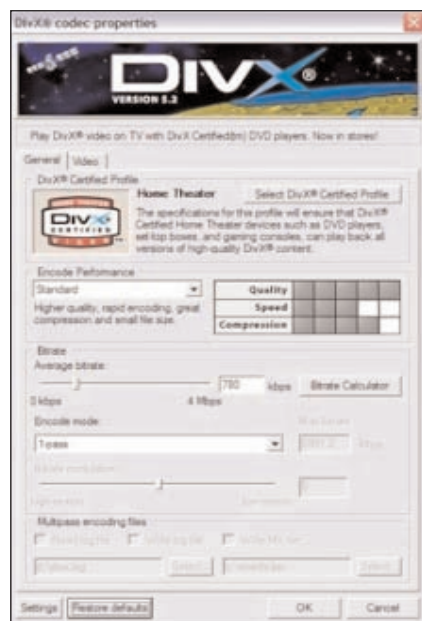 DivX® codec properties
DIVX®
VERSION 5.2
Play DivX® video on TV with DivX Certified(tm) DVD players. Now in stores!
General Video
DivX® Certified Profile
HOME THEATER
DIVX
CERTIFIED
Home Theater
Select DivX® Certified Profile
The specifications for this profile will ensure that DivX®
Certified Home Theater devices such as DVD players,
set-top boxes, and gaming consoles, can play back all
versions of high-quality DivX® content.
Encode Performance
Standard
Higher quality, rapid encoding, great
compression and small file size.
Quality
Speed
Compression
Bitrate
Average bitrate:
780 kbps
Bitrate Calculator
0 kbps 4 Mbps
Encode mode:
1-pass
Multipass encoding files
Select...
Select...
Settings Restore defaults OK Cancel